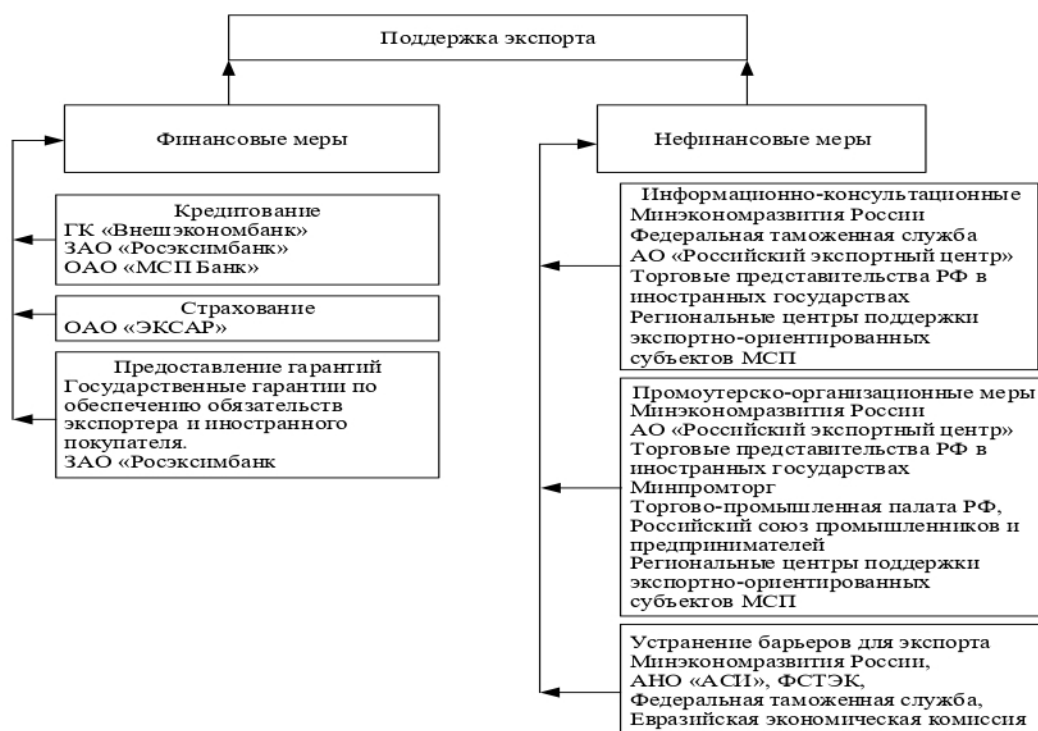 Поддержка экспорта
Финансовые меры
Кредитование
ГК «Внешэкономбанк»
ЗАО «Росэксимбанк»
ОАО «МСП Банк»
Страхование
ОАО «ЭКСАР»
Предоставление гарантий
Государственные гарантии по
обеспечению обязательств
экспортера и иностранного
покупателя.
ЗАО «Росэксимбанк
Нефинансовые меры
Информационно-консультационные
Минэкономразвития России
Федеральная таможенная служба
АО «Российский экспортный центр»
Торговые представительства РФ в
иностранных государствах
Региональные центры поддержки
экспортно-ориентированных
субъектов МСП
Промоутерско-организационные меры
Минэкономразвития России
АО «Российский экспортный центр»
Торговые представительства РФ в
иностранных государствах
Минпромторг
Торгово-промышленная палата РФ,
Российский союз промышленников и
предпринимателей
Региональные центры поддержки
экспортно-ориентированных
субъектов МСП
Устранение барьеров для экспорта
Минэкономразвития России,
АНО «АСИ», ФСТЭК,
Федеральная таможенная служба,
Евразийская экономическая комиссия